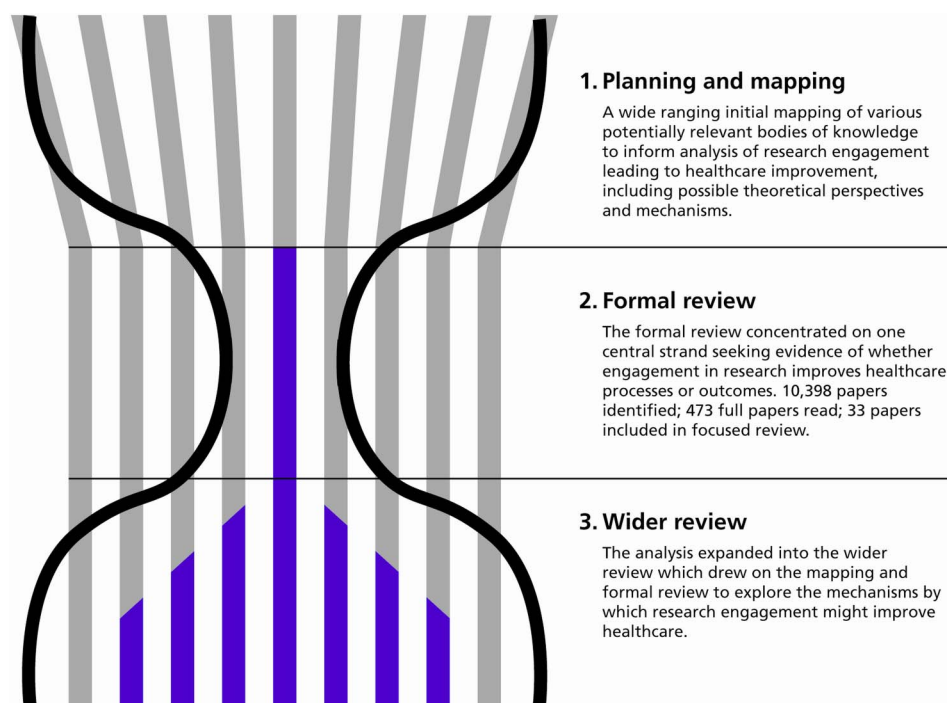 1. Planning and mapping
A wide ranging initial mapping of various
potentially relevant bodies of knowledge
to inform analysis of research engagement
leading to healthcare improvement,
including possible theoretical perspectives
and mechanisms.
2. Formal review
The formal review concentrated on one
central strand seeking evidence of whether
engagement in research improves healthcare
processes or outcomes. 10,398 papers
identified; 473 full papers read; 33 papers
included in focused review.
3. Wider review
The analysis expanded into the wider
review which drew on the mapping and
formal review to explore the mechanisms by
which research engagement might improve
healthcare.